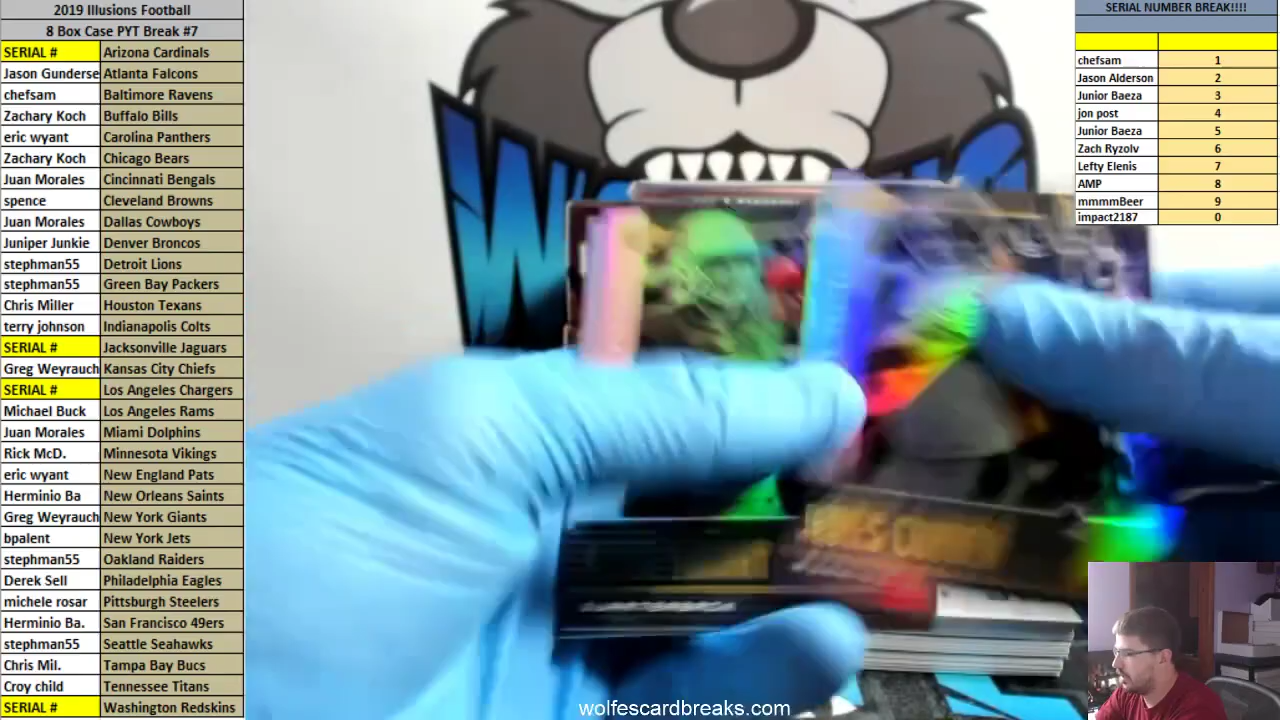 2019 Illusions Football
8 Box Case PYT Break #7
SERIAL # Arizona Cardinals
Jason Gunderse Atlanta Falcons
chefsam Baltimore Ravens
Zachary Koch Buffalo Bills
eric wyant Carolina Panthers
Zachary Koch Chicago Bears
Juan Morales Cincinnati Bengals
spence Cleveland Browns
Juan Morales Dallas Cowboys
Juniper Junkie Denver Broncos
stephman55 Detroit Lions
stephman55 Green Bay Packers
Chris Miller Houston Texans
terry johnson Indianapolis Colts
SERIAL # Jacksonville Jaguars
Greg Weyrauch Kansas City Chiefs
SERIAL # Los Angeles Chargers
Michael Buck Los Angeles Rams
Juan Morales Miami Dolphins
Rick McD. Minnesota Vikings
eric wyant New England Pats
Herminio Ba New Orleans Saints
Greg Weyrauch New York Giants
bpalent New York Jets
stephman55 Oakland Raiders
Derek Sell Philadelphia Eagles
michele rosar Pittsburgh Steelers
Herminio Ba. San Francisco 49ers
stephman55 Seattle Seahawks
Chris Mil. Tampa Bay Bucs
Croy child Tennessee Titans
SERIAL # Washington Redskins
SERIAL NUMBER BREAK!!!!
chefsam 1
Jason Alderson 2
Junior Baeza 3
jon post 4
Junior Baeza 5
Zach Ryzolv 6
Lefty Elenis 7
AMP 8
mmmmBeer 9
impact2187 0
wolfescardbreaks.com